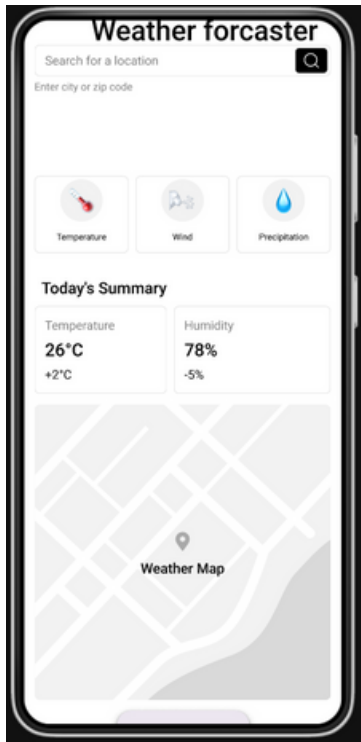 Weather forcaster
Search for a location
Enter city or zip code
Temperature Wind Precipitation
Today's Summary
Temperature Humidity
26°C 78%
+2°C -5%
Weather Map